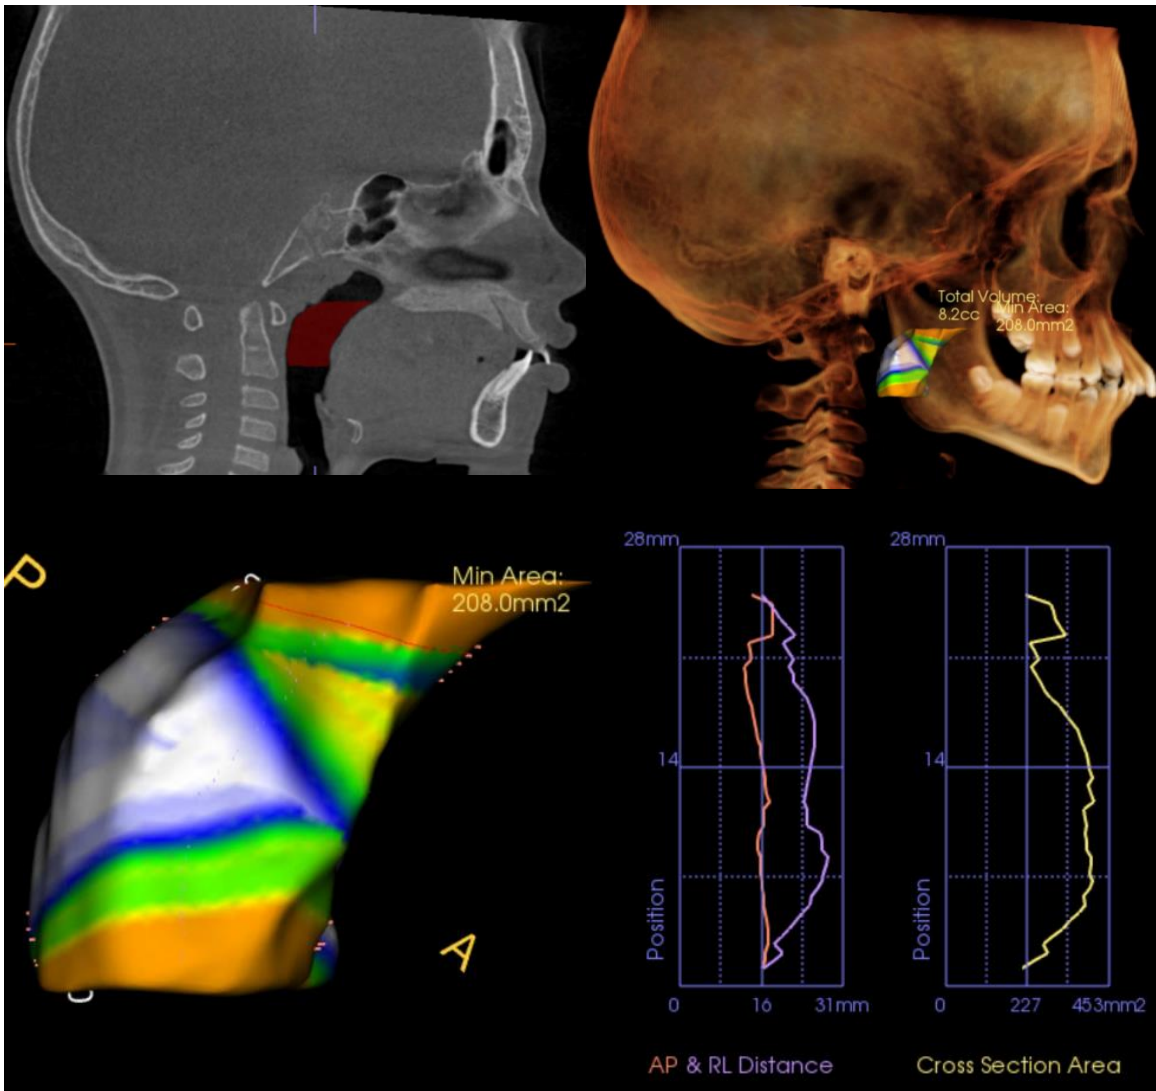 Total Volume:
8.2cc
Min Area:
208.0mm2
P
Min Area:
208.0mm2
A
28mm
14
Position
0
16
31mm
AP & RL Distance
28mm
14
Position
0
227
453mm2
Cross Section Area